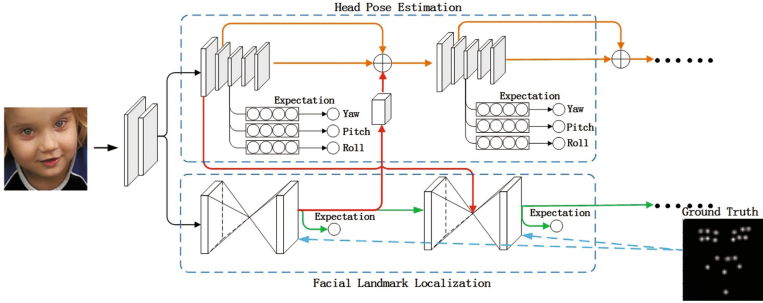 Head Pose Estimation
Expectation
Yaw
Pitch
Roll
Expectation
Yaw
Pitch
Roll
Expectation
Expectation
Ground Truth
Facial Landmark Localization